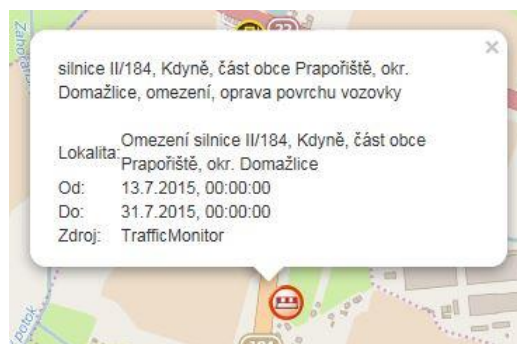 silnice II/184, Kdyně, část obce Prapořiště, okr.
Domažlice, omezení, oprava povrchu vozovky
Lokalita: Omezení silnice II/184, Kdyně, část obce
Prapořiště, okr. Domažlice
Od: 13.7.2015, 00:00:00
Do: 31.7.2015, 00:00:00
Zdroj: TrafficMonitor
potok